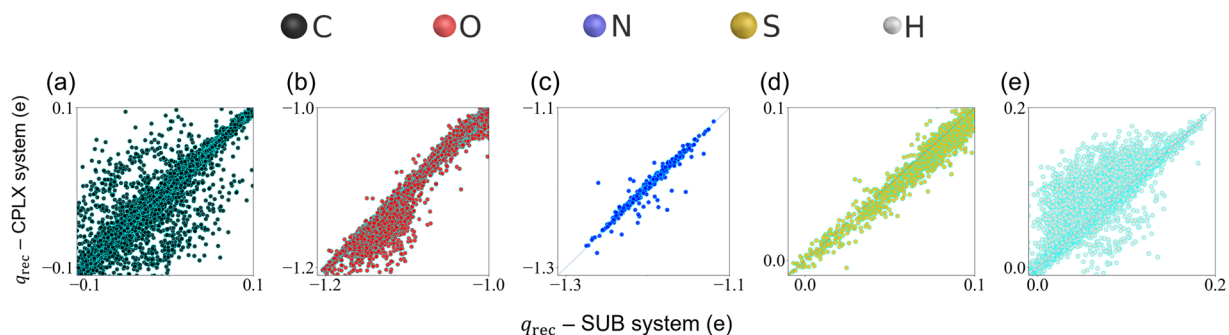 C O N S H
(a) (b) (c) (d) (e)
q_rec – CPLX system (e)
0.1 −1.0 −1.1 0.1 0.2
−0.1 −1.2 −1.3 0.0 0.0
−0.1 0.1 −1.2 −1.0 −1.3 −1.1 0.0 0.1 0.0 0.2
q_rec – SUB system (e)